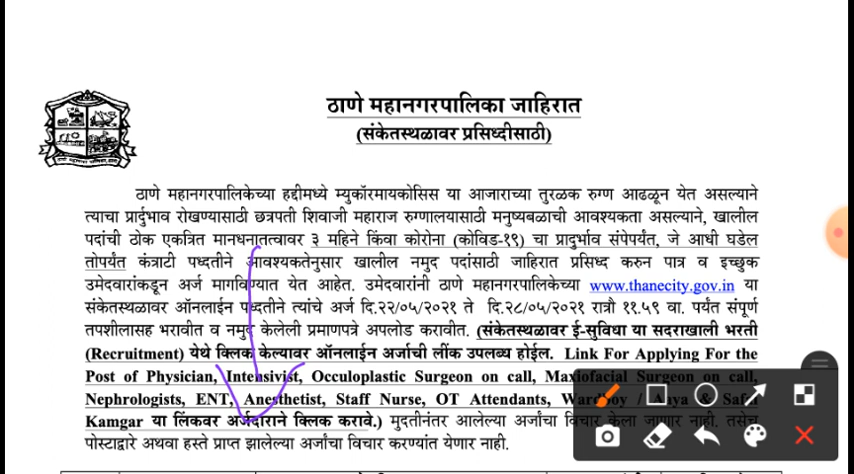 ठाणे महानगरपालिका जाहिरात
(संकेतस्थळावर प्रसिध्दीसाठी)
ठाणे महानगरपालिकेच्या हद्दीमध्ये म्युकॉरमायकोसिस या आजाराच्या तुरळक रुग्ण आढळून येत असल्याने
त्याचा प्रार्दुभाव रोखण्यासाठी छत्रपती शिवाजी महाराज रुग्णालयासाठी मनुष्यबळाची आवश्यकता असल्याने, खालील
पदांची ठोक एकत्रित मानधनातत्वावर ३ महिने किंवा कोरोना (कोविड-१९) चा प्रार्दुभाव संपेपर्यंत, जे आधी घडेल
तोपर्यंत कंत्राटी पध्दतीने आवश्यकतेनुसार खालील नमुद पदांसाठी जाहिरात प्रसिध्द करुन पात्र व इच्छुक
उमेदवारांकडून अर्ज मागविण्यात येत आहेत. उमेदवारांनी ठाणे महानगरपालिकेच्या www.thanecity.gov.in या
संकेतस्थळावर ऑनलाईन पध्दतीने त्यांचे अर्ज दि.२२/०५/२०२१ ते दि.२८/०५/२०२१ रात्रौ ११.५९ वा. पर्यंत संपूर्ण
तपशीलासह भरावीत व नमुद केलेली प्रमाणपत्रे अपलोड करावीत. (संकेतस्थळावर ई-सुविधा या सदराखाली भरती
(Recruitment) येथे क्लिक केल्यावर ऑनलाईन अर्जाची लींक उपलब्ध होईल. Link For Applying For the
Post of Physician, Intensivist, Occuloplastic Surgeon on call, Maxiofacial Surgeon on call,
Nephrologists, ENT, Anesthetist, Staff Nurse, OT Attendants, Wardboy / Aaya & Safai
Kamgar या लिंकवर अर्जदाराने क्लिक करावे.) मुदतीनंतर आलेल्या अर्जांचा विचार केला जाणार नाही. तसेच
पोस्टाद्वारे अथवा हस्ते प्राप्त झालेल्या अर्जांचा विचार करण्यांत येणार नाही.